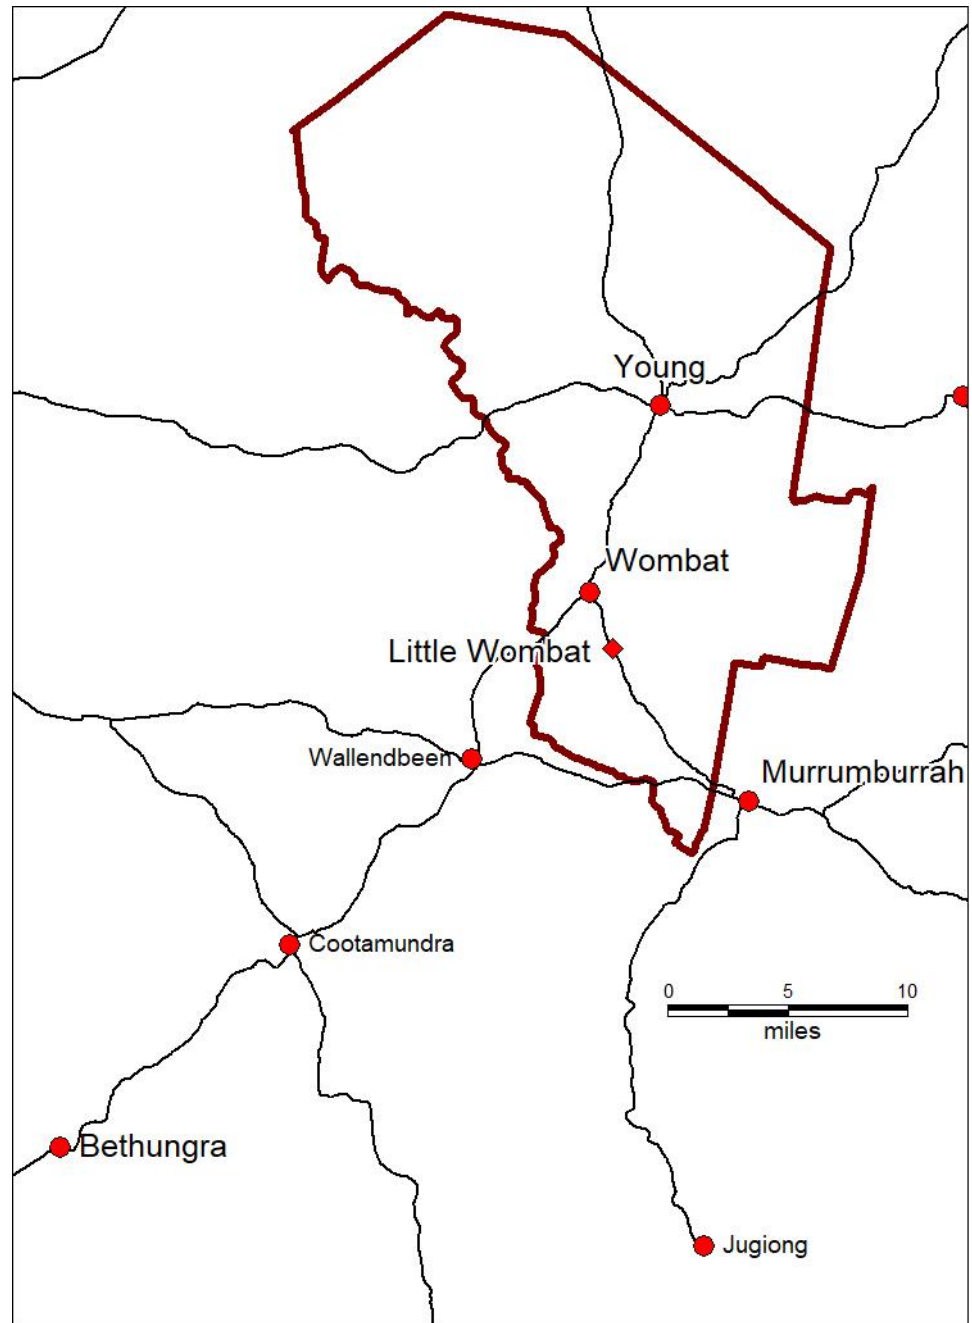 Young
Wombat
Little Wombat
Wallendbeen
Murrumburrah
Cootamundra
0 5 10
miles
Bethungra
Jugiong